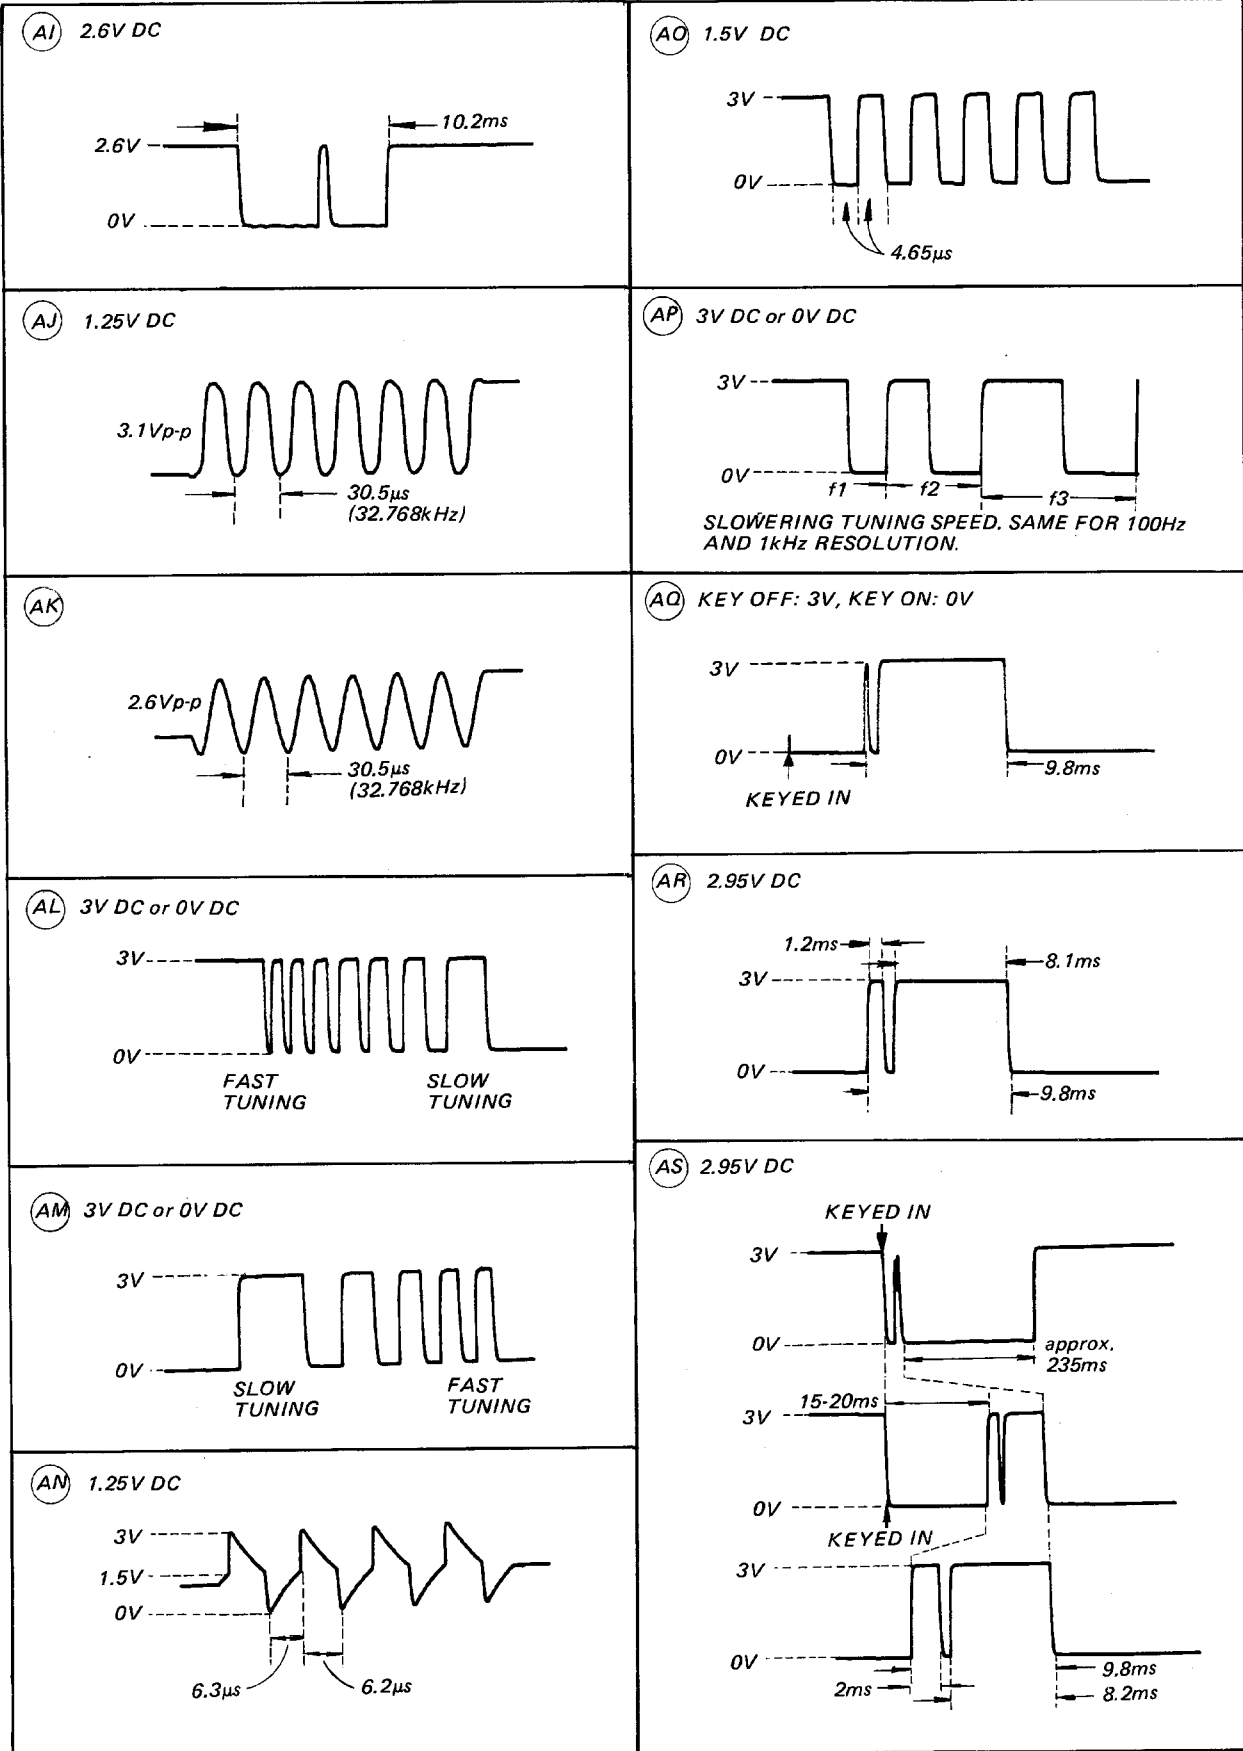 AI 2.6V DC
10.2ms
2.6V
0V
AJ 1.25V DC
3.1Vp-p
30.5µs
(32.768kHz)
AK
2.6Vp-p
30.5µs
(32.768kHz)
AL 3V DC or 0V DC
3V
0V
FAST TUNING
SLOW TUNING
AM 3V DC or 0V DC
3V
0V
SLOW TUNING
FAST TUNING
AN 1.25V DC
3V
1.5V
0V
6.3µs
6.2µs
AO 1.5V DC
3V
0V
4.65µs
AP 3V DC or 0V DC
3V
0V
f1 f2 f3
SLOWERING TUNING SPEED. SAME FOR 100Hz
AND 1kHz RESOLUTION.
AQ KEY OFF: 3V, KEY ON: 0V
3V
0V
9.8ms
KEYED IN
AR 2.95V DC
1.2ms
8.1ms
3V
0V
9.8ms
AS 2.95V DC
KEYED IN
3V
0V
approx.
235ms
15-20ms
3V
0V
KEYED IN
3V
0V
9.8ms
2ms
8.2ms